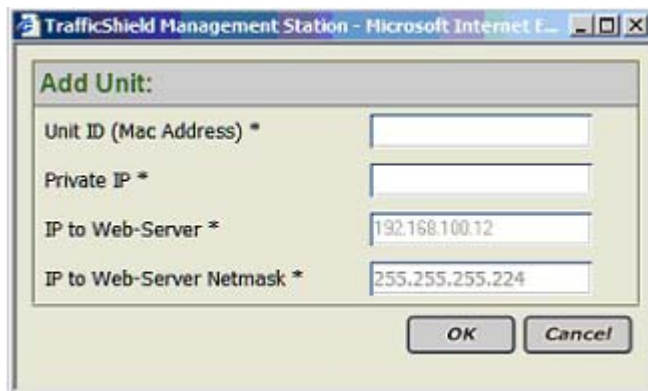 TrafficShield Management Station - Microsoft Internet E...
Add Unit:
Unit ID (Mac Address) *
Private IP *
IP to Web-Server * 192.168.100.12
IP to Web-Server Netmask * 255.255.255.224
OK Cancel